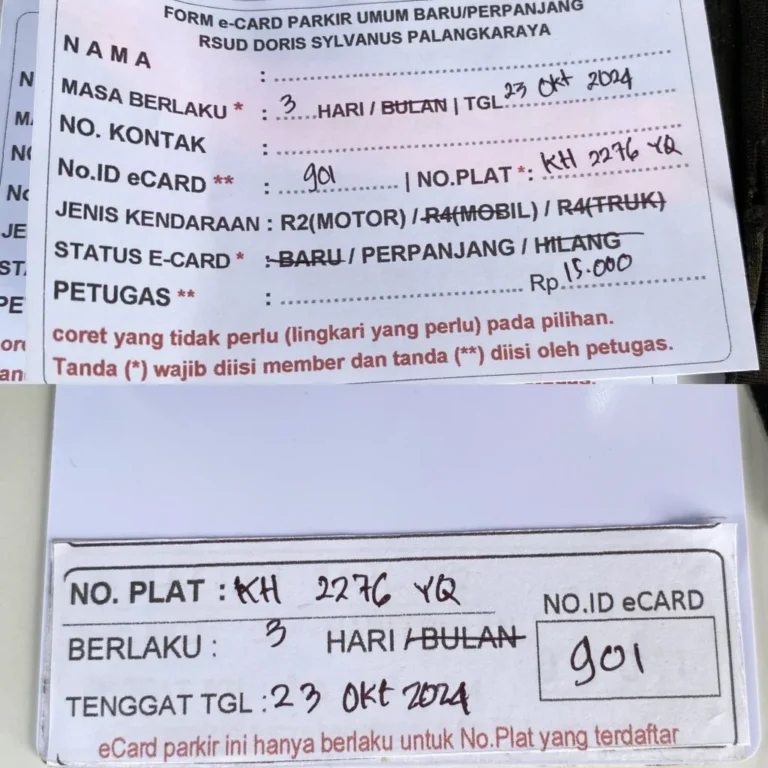 FORM e-CARD PARKIR UMUM BARU/PERPANJANG
RSUD DORIS SYLVANUS PALANGKARAYA
NAMA :
MASA BERLAKU * : 3 HARI / BULAN | TGL 23 Okt 2024
NO. KONTAK :
No.ID eCARD ** : 901 | NO.PLAT *: KH 2276 YQ
JENIS KENDARAAN : R2(MOTOR) / R4(MOBIL) / R4(TRUK)
STATUS E-CARD * : BARU / PERPANJANG / HILANG
PETUGAS ** : Rp 15.000
coret yang tidak perlu (lingkari yang perlu) pada pilihan.
Tanda (*) wajib diisi member dan tanda (**) diisi oleh petugas.
NO. PLAT : KH 2276 YQ
BERLAKU : 3 HARI / BULAN
TENGGAT TGL : 23 Okt 2024
NO.ID eCARD
901
eCard parkir ini hanya berlaku untuk No.Plat yang terdaftar